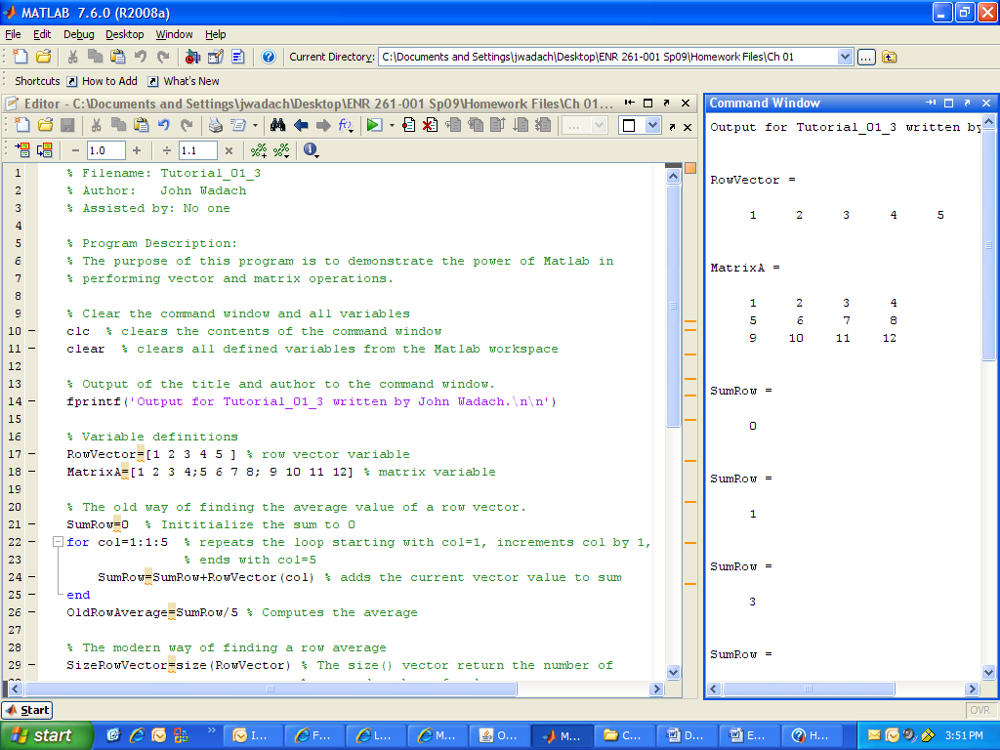 MATLAB 7.6.0 (R2008a)
File Edit Debug Desktop Window Help
Current Directory: C:\Documents and Settings\jwadach\Desktop\ENR 261-001 Sp09\Homework Files\Ch 01 ...
Shortcuts How to Add What's New
Editor - C:\Documents and Settings\jwadach\Desktop\ENR 261-001 Sp09\Homework Files\Ch 01...
− 1.0 + ÷ 1.1 ×
1 % Filename: Tutorial_01_3
2 % Author: John Wadach
3 % Assisted by: No one
4
5 % Program Description:
6 % The purpose of this program is to demonstrate the power of Matlab in
7 % performing vector and matrix operations.
8
9 % Clear the command window and all variables
10 – clc % clears the contents of the command window
11 – clear % clears all defined variables from the Matlab workspace
12
13 % Output of the title and author to the command window.
14 – fprintf('Output for Tutorial_01_3 written by John Wadach.\n\n')
15
16 % Variable definitions
17 – RowVector=[1 2 3 4 5 ] % row vector variable
18 – MatrixA=[1 2 3 4;5 6 7 8; 9 10 11 12] % matrix variable
19
20 % The old way of finding the average value of a row vector.
21 – SumRow=0 % Inititialize the sum to 0
22 – for col=1:1:5 % repeats the loop starting with col=1, increments col by 1,
23 % ends with col=5
24 – SumRow=SumRow+RowVector(col) % adds the current vector value to sum
25 – end
26 – OldRowAverage=SumRow/5 % Computes the average
27
28 % The modern way of finding a row average
29 – SizeRowVector=size(RowVector) % The size() vector return the number of
Command Window
Output for Tutorial_01_3 written by
RowVector =
1 2 3 4 5
MatrixA =
1 2 3 4
5 6 7 8
9 10 11 12
SumRow =
0
SumRow =
1
SumRow =
3
SumRow =
Start
OVR
start I... F... L... M... O... M... C... D... E... H... 3:51 PM